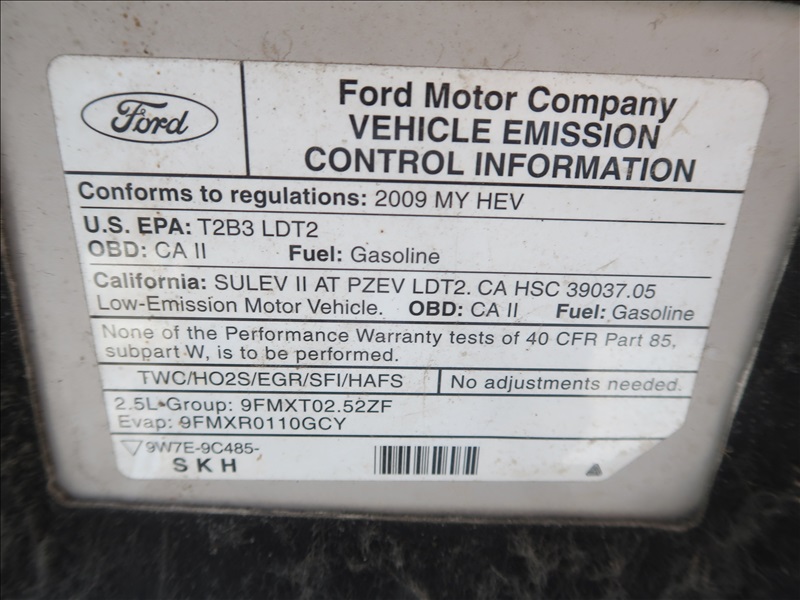 Ford
Ford Motor Company
VEHICLE EMISSION
CONTROL INFORMATION
Conforms to regulations: 2009 MY HEV
U.S. EPA: T2B3 LDT2
OBD: CA II Fuel: Gasoline
California: SULEV II AT PZEV LDT2. CA HSC 39037.05
Low-Emission Motor Vehicle. OBD: CA II Fuel: Gasoline
None of the Performance Warranty tests of 40 CFR Part 85,
subpart W, is to be performed.
TWC/HO2S/EGR/SFI/HAFS No adjustments needed.
2.5L-Group: 9FMXT02.52ZF
Evap: 9FMXR0110GCY
9W7E-9C485-
SKH